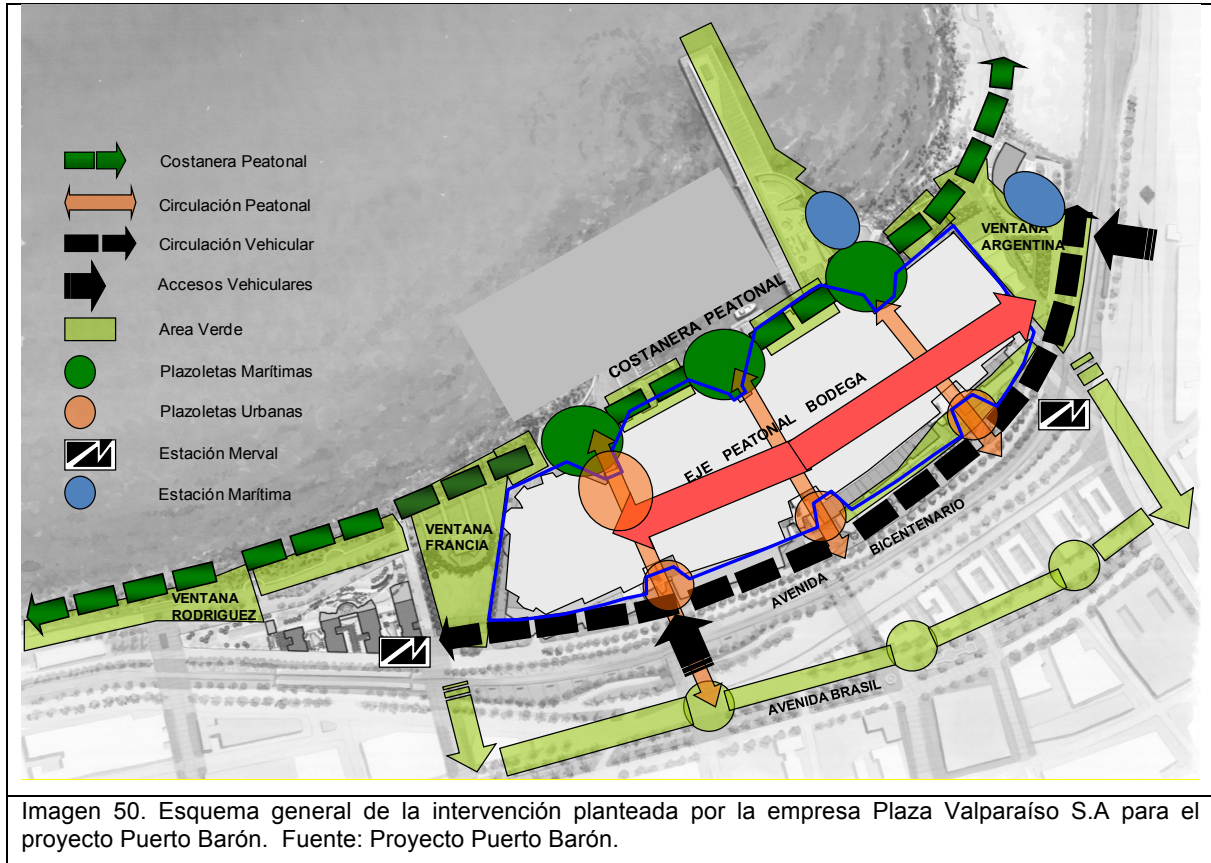 Costanera Peatonal
Circulación Peatonal
Circulación Vehicular
Accesos Vehiculares
Area Verde
Plazoletas Marítimas
Plazoletas Urbanas
Estación Merval
Estación Marítima
VENTANA
ARGENTINA
COSTANERA PEATONAL
EJE PEATONAL BODEGA
VENTANA
FRANCIA
VENTANA
RODRIGUEZ
AVENIDA BICENTENARIO
AVENIDA BRASIL
Imagen 50. Esquema general de la intervención planteada por la empresa Plaza Valparaíso S.A para el
proyecto Puerto Barón. Fuente: Proyecto Puerto Barón.